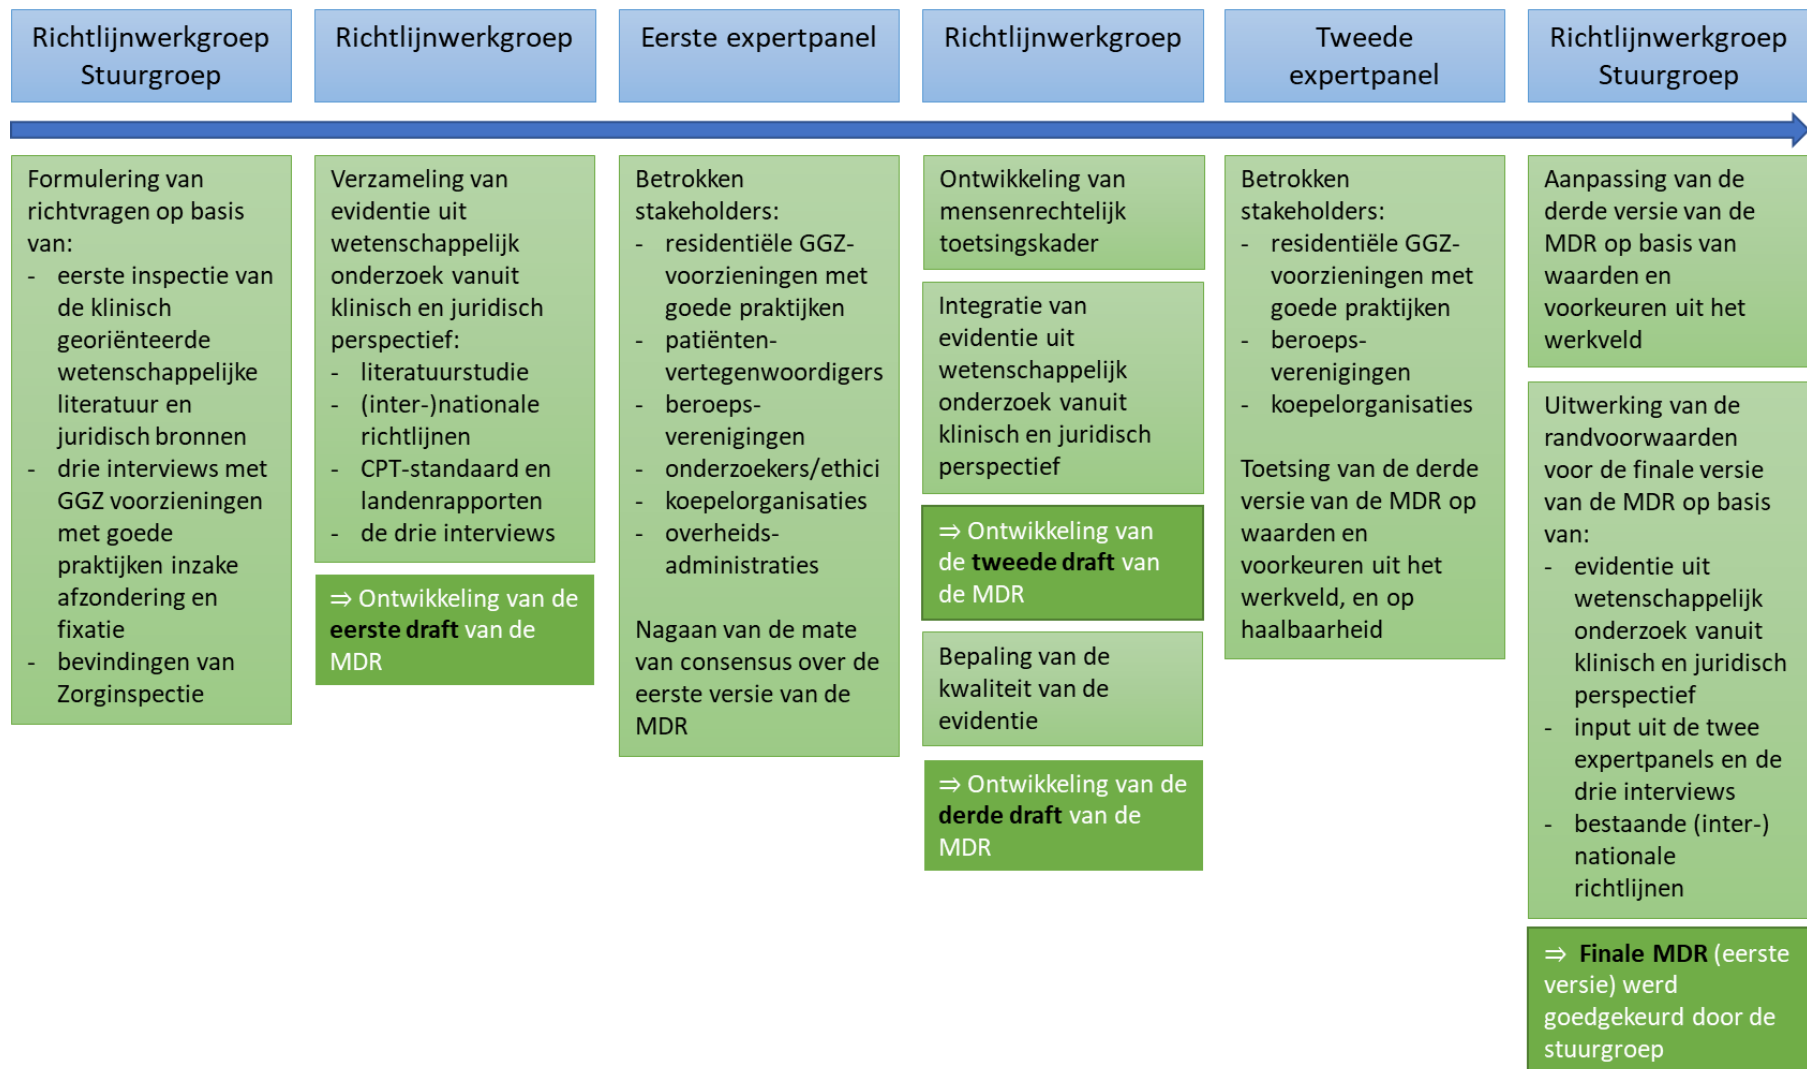 Richtlijnwerkgroep
Stuurgroep
Richtlijnwerkgroep
Eerste expertpanel
Richtlijnwerkgroep
Tweede
expertpanel
Richtlijnwerkgroep
Stuurgroep
Formulering van
richtvragen op basis
van:
- eerste inspectie van
de klinisch
georiënteerde
wetenschappelijke
literatuur en
juridisch bronnen
- drie interviews met
GGZ voorzieningen
met goede
praktijken inzake
afzondering en
fixatie
- bevindingen van
Zorginspectie
Verzameling van
evidentie uit
wetenschappelijk
onderzoek vanuit
klinisch en juridisch
perspectief:
- literatuurstudie
- (inter-)nationale
richtlijnen
- CPT-standaard en
landenrapporten
- de drie interviews
⇒ Ontwikkeling van de
eerste draft van de
MDR
Betrokken
stakeholders:
- residentiële GGZ-
voorzieningen met
goede praktijken
- patiënten-
vertegenwoordigers
- beroeps-
verenigingen
- onderzoekers/ethici
- koepelorganisaties
- overheids-
administraties
Nagaan van de mate
van consensus over de
eerste versie van de
MDR
Ontwikkeling van
mensenrechtelijk
toetsingskader
Integratie van
evidentie uit
wetenschappelijk
onderzoek vanuit
klinisch en juridisch
perspectief
⇒ Ontwikkeling van
de tweede draft van
de MDR
Bepaling van de
kwaliteit van de
evidentie
⇒ Ontwikkeling van de
derde draft van de
MDR
Betrokken
stakeholders:
- residentiële GGZ-
voorzieningen met
goede praktijken
- beroeps-
verenigingen
- koepelorganisaties
Toetsing van de derde
versie van de MDR op
waarden en
voorkeuren uit het
werkveld, en op
haalbaarheid
Aanpassing van de
derde versie van de
MDR op basis van
waarden en
voorkeuren uit het
werkveld
Uitwerking van de
randvoorwaarden
voor de finale versie
van de MDR op basis
van:
- evidentie uit
wetenschappelijk
onderzoek vanuit
klinisch en juridisch
perspectief
- input uit de twee
expertpanels en de
drie interviews
- bestaande (inter-)
nationale
richtlijnen
⇒ Finale MDR (eerste
versie) werd
goedgekeurd door de
stuurgroep